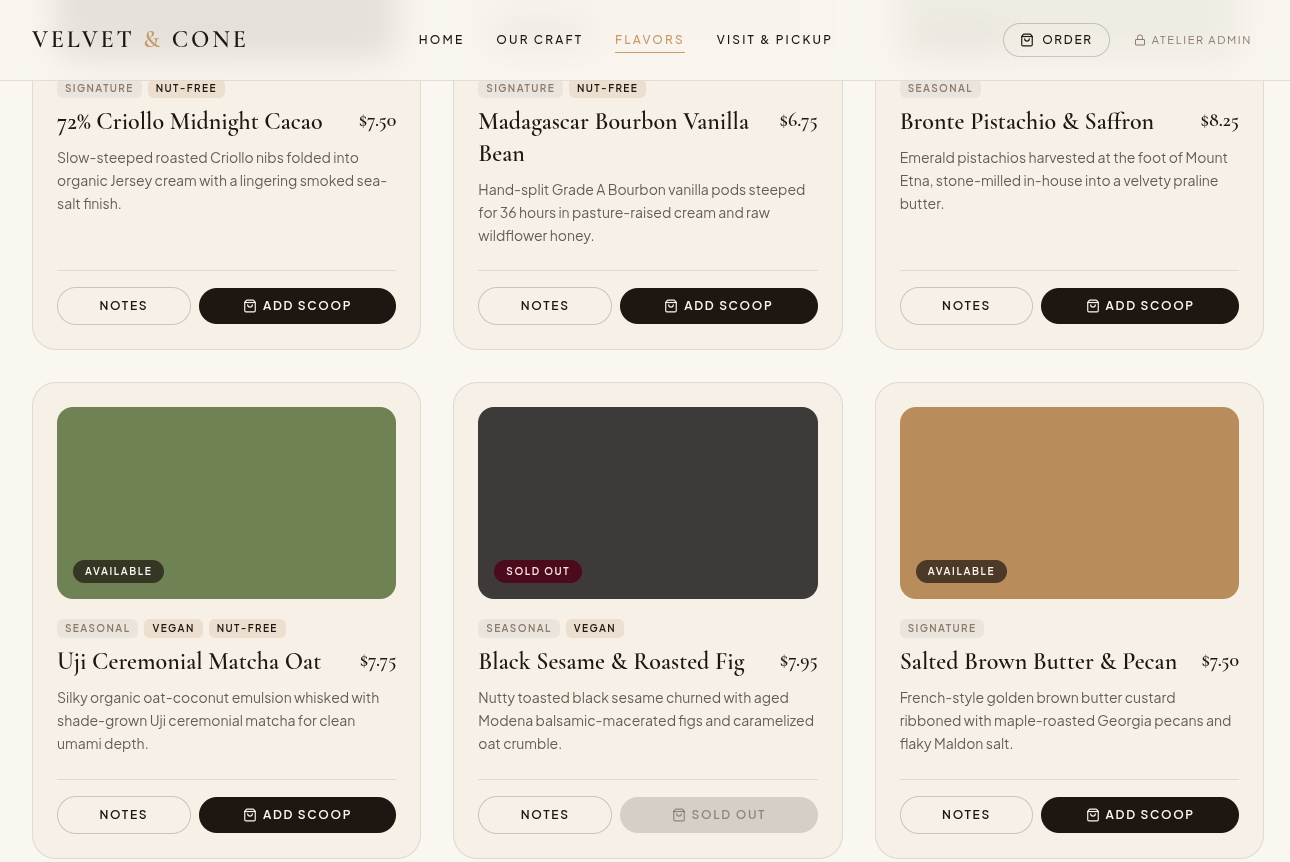 VELVET & CONE
HOME
OUR CRAFT
FLAVORS
VISIT & PICKUP
ORDER
ATELIER ADMIN
SIGNATURE
NUT-FREE
72% Criollo Midnight Cacao
$7.50
Slow-steeped roasted Criollo nibs folded into
organic Jersey cream with a lingering smoked sea-
salt finish.
NOTES
ADD SCOOP
SIGNATURE
NUT-FREE
Madagascar Bourbon Vanilla
Bean
$6.75
Hand-split Grade A Bourbon vanilla pods steeped
for 36 hours in pasture-raised cream and raw
wildflower honey.
NOTES
ADD SCOOP
SEASONAL
Bronte Pistachio & Saffron
$8.25
Emerald pistachios harvested at the foot of Mount
Etna, stone-milled in-house into a velvety praline
butter.
NOTES
ADD SCOOP
AVAILABLE
SEASONAL
VEGAN
NUT-FREE
Uji Ceremonial Matcha Oat
$7.75
Silky organic oat-coconut emulsion whisked with
shade-grown Uji ceremonial matcha for clean
umami depth.
NOTES
ADD SCOOP
SOLD OUT
SEASONAL
VEGAN
Black Sesame & Roasted Fig
$7.95
Nutty toasted black sesame churned with aged
Modena balsamic-macerated figs and caramelized
oat crumble.
NOTES
SOLD OUT
AVAILABLE
SIGNATURE
Salted Brown Butter & Pecan
$7.50
French-style golden brown butter custard
ribboned with maple-roasted Georgia pecans and
flaky Maldon salt.
NOTES
ADD SCOOP